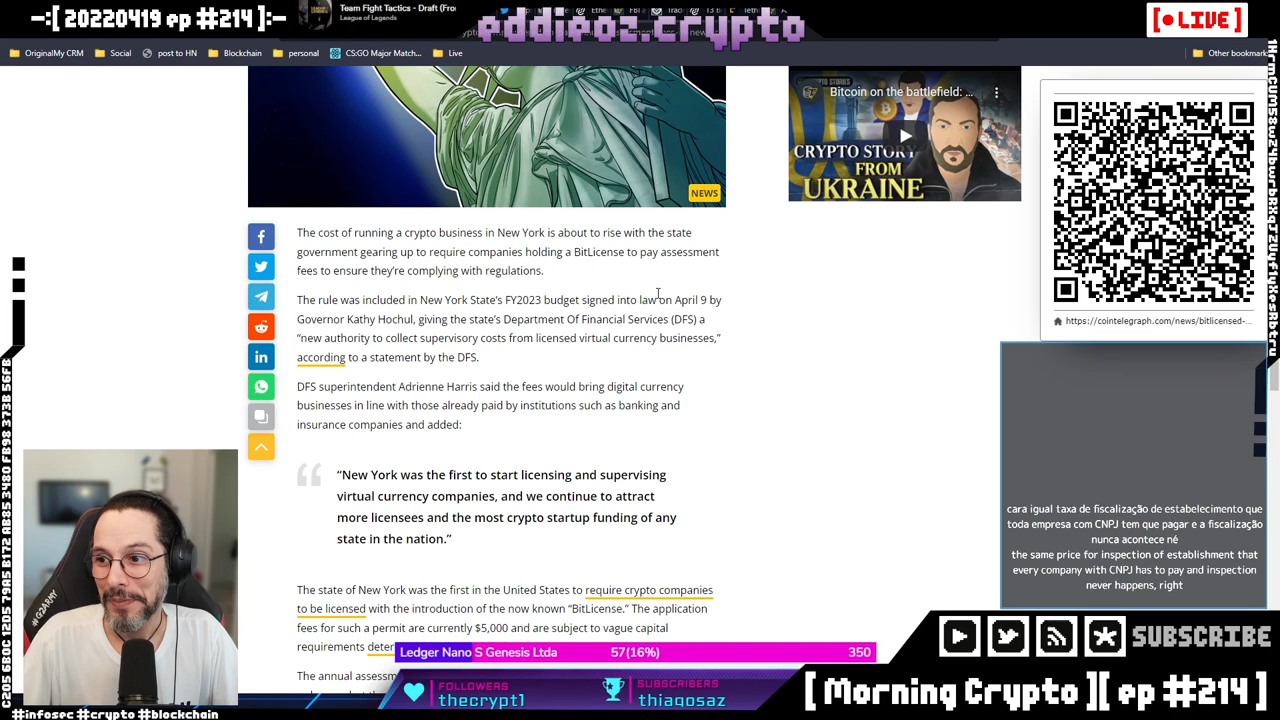 -:[ 20220419 ep #214 ]:-
Team Fight Tactics - Draft (Fro
League of Legends
eddieoz.crypto
[ ● LIVE ]
OriginalMy CRM
Social
Blockchain
post to HN
personal
CS:GO Major Match...
Live
Other bookmark
NEWS
Bitcoin on the battlefield: ...
CRYPTO STORY
FROM
UKRAINE
https://cointelegraph.com/news/bitlicensed-...
The cost of running a crypto business in New York is about to rise with the state
government gearing up to require companies holding a BitLicense to pay assessment
fees to ensure they're complying with regulations.
The rule was included in New York State's FY2023 budget signed into law on April 9 by
Governor Kathy Hochul, giving the state's Department Of Financial Services (DFS) a
“new authority to collect supervisory costs from licensed virtual currency businesses,”
according to a statement by the DFS.
DFS superintendent Adrienne Harris said the fees would bring digital currency
businesses in line with those already paid by institutions such as banking and
insurance companies and added:
“New York was the first to start licensing and supervising
virtual currency companies, and we continue to attract
more licensees and the most crypto startup funding of any
state in the nation.”
The state of New York was the first in the United States to require crypto companies
to be licensed with the introduction of the now known “BitLicense.” The application
fees for such a permit are currently $5,000 and are subject to vague capital
requirements deter
The annual assessm
cara igual taxa de fiscalização de estabelecimento que
toda empresa com CNPJ tem que pagar e a fiscalização
nunca acontece né
the same price for inspection of establishment that
every company with CNPJ has to pay and inspection
never happens, right
Ledger Nano S Genesis Ltda 57(16%) 350
FOLLOWERS
thecrypt1
SUBSCRIBERS
thiagosaz
SUBSCRIBE
[ Morning Crypto ][ ep #214 ]
#infosec #crypto #blockchain